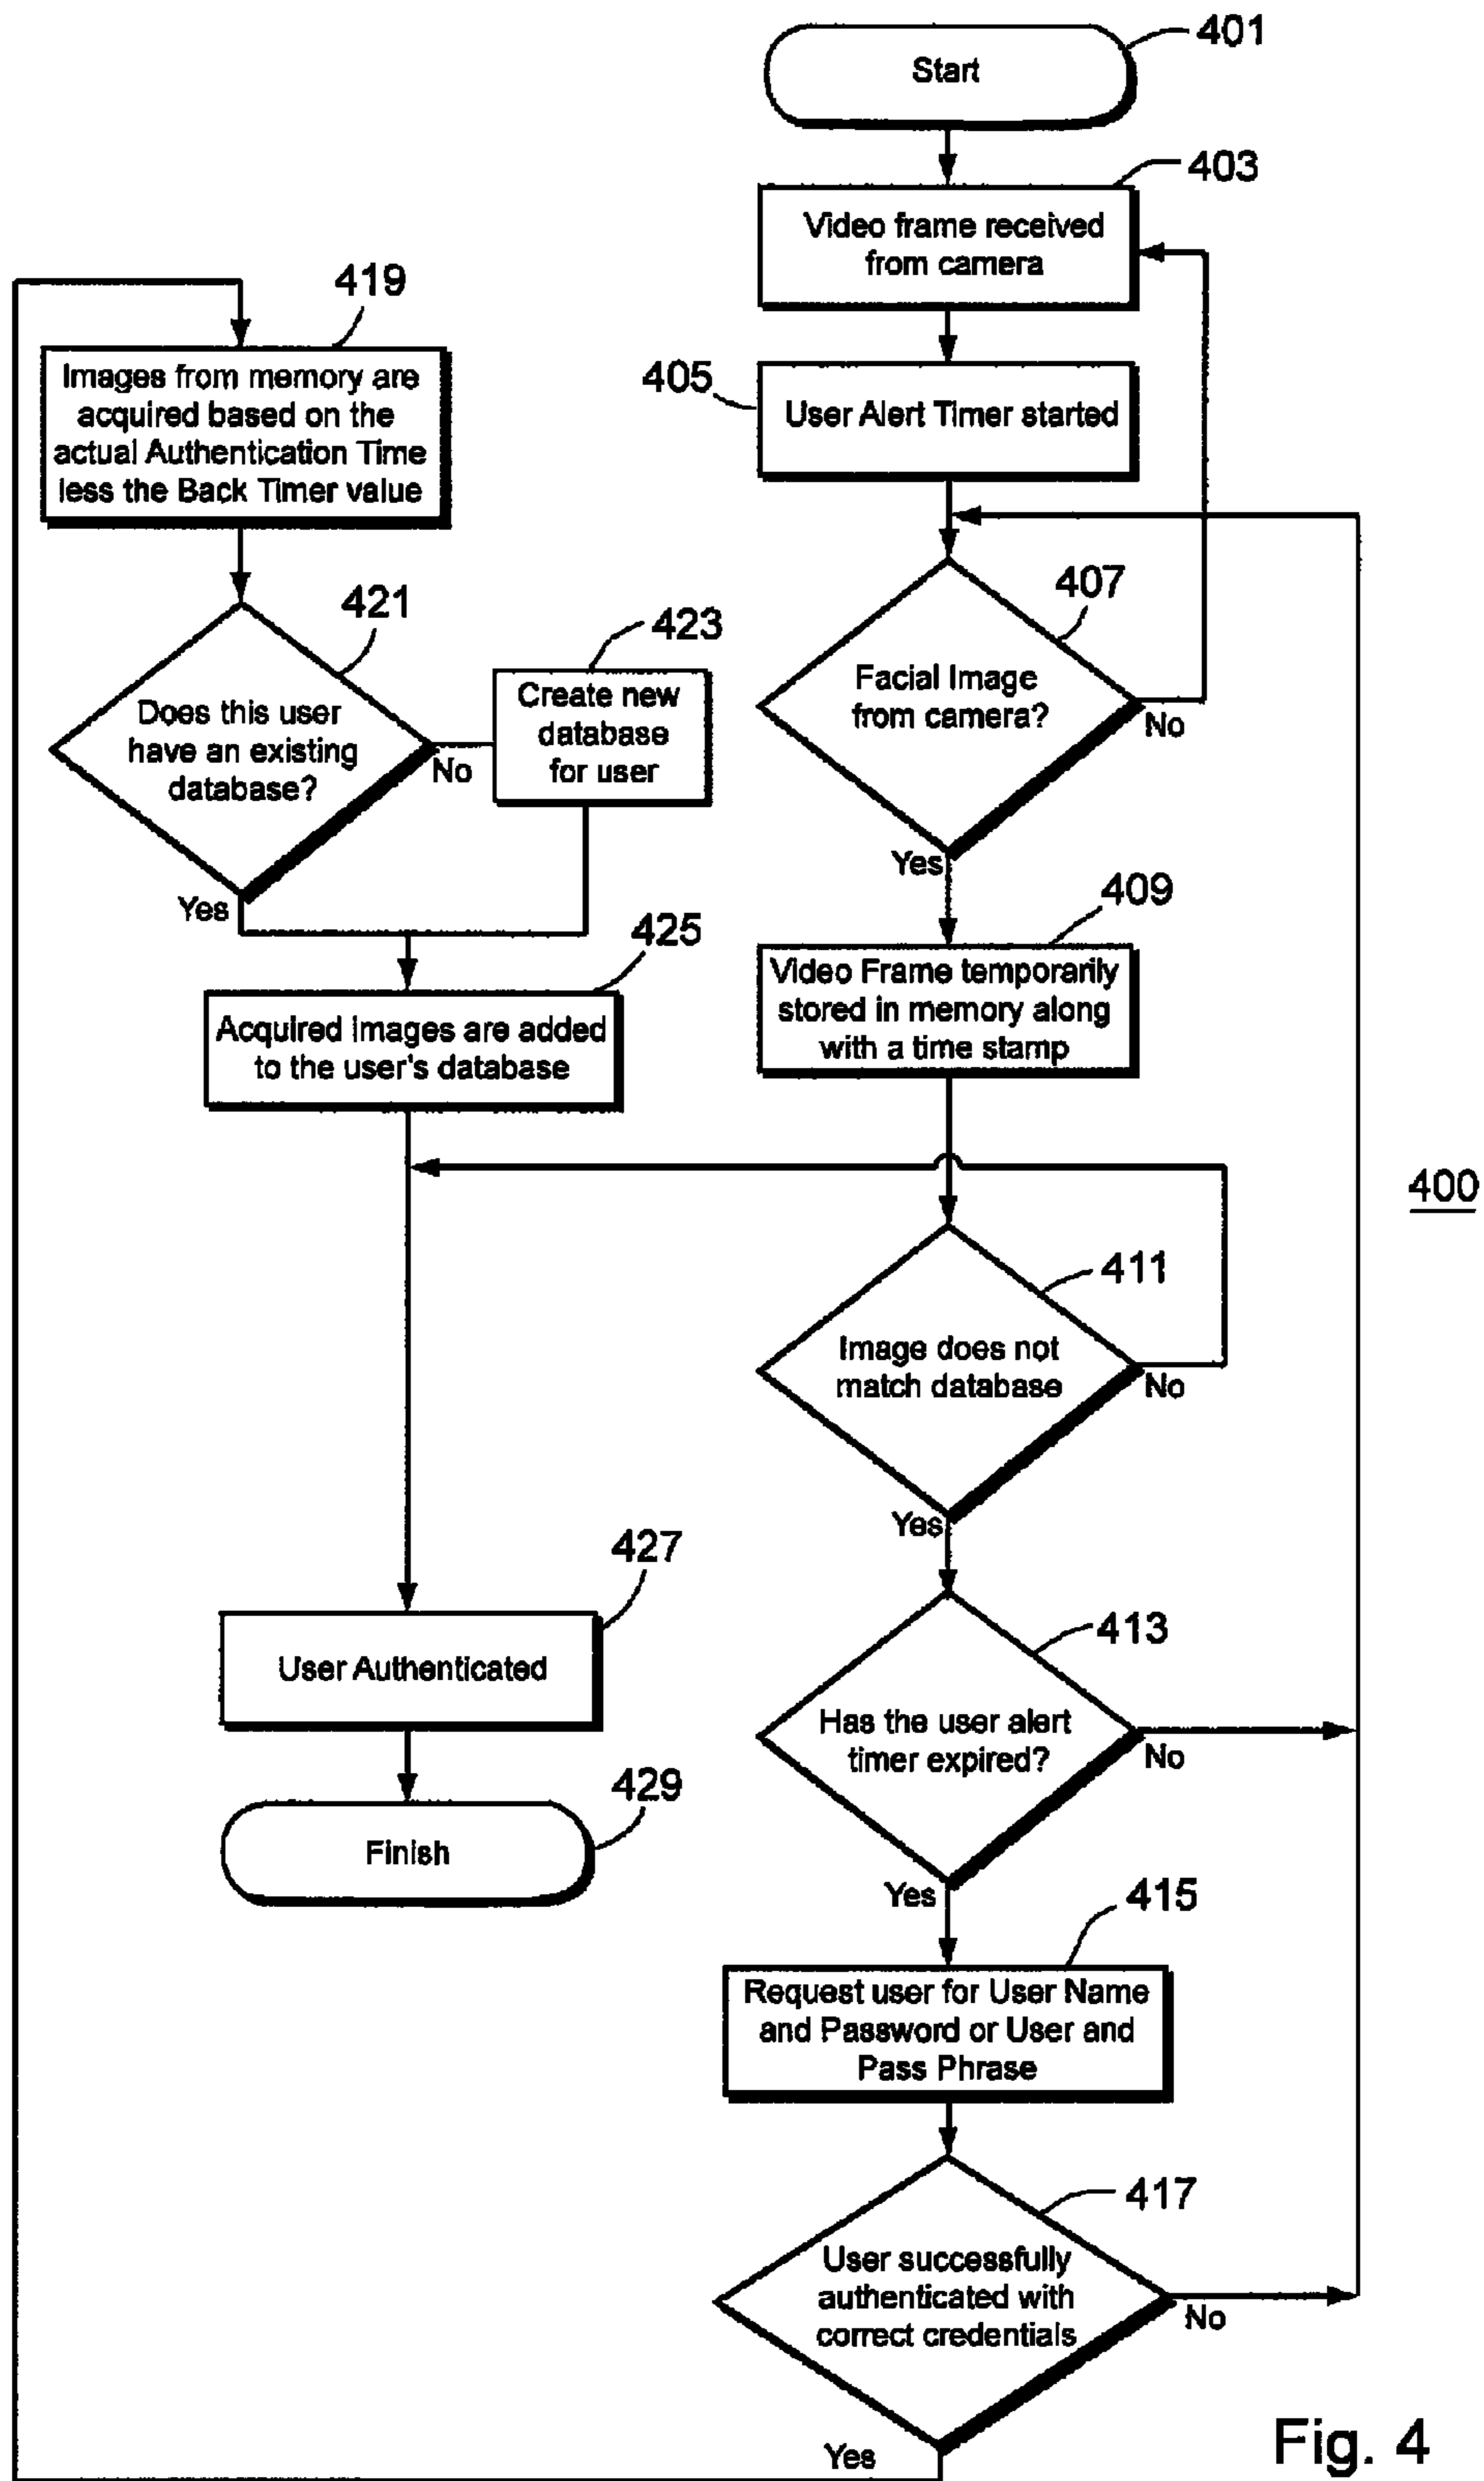 401
Start
403
Video frame received
from camera
405
User Alert Timer started
407
Facial Image
from camera?
No
Yes
409
Video Frame temporarily
stored in memory along
with a time stamp
411
Image does not
match database
No
Yes
413
Has the user alert
timer expired?
No
Yes
415
Request user for User Name
and Password or User and
Pass Phrase
417
User successfully
authenticated with
correct credentials
No
Yes
419
Images from memory are
acquired based on the
actual Authentication Time
less the Back Timer value
421
Does this user
have an existing
database?
No
Yes
423
Create new
database
for user
425
Acquired Images are added
to the user's database
427
User Authenticated
429
Finish
400
Fig. 4